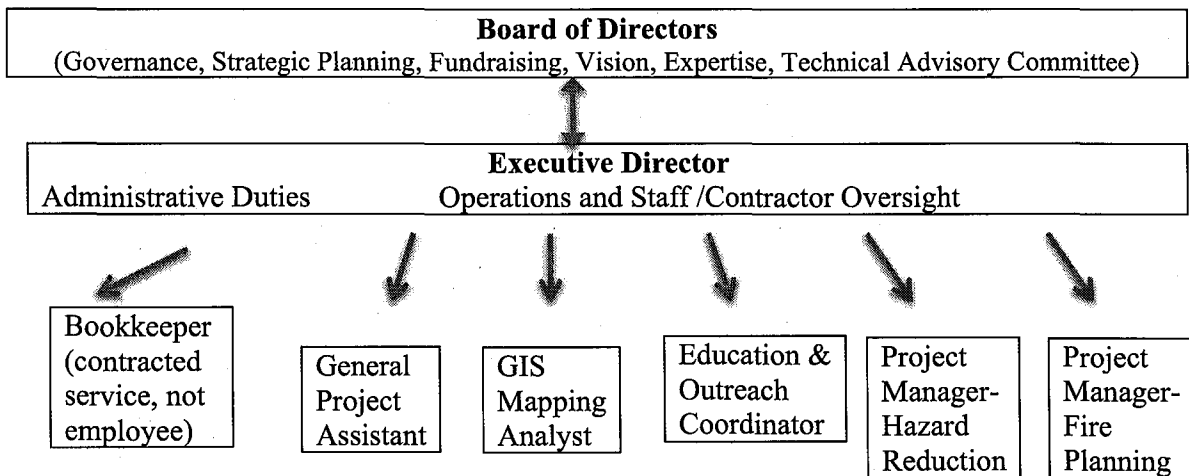 Board of Directors
(Governance, Strategic Planning, Fundraising, Vision, Expertise, Technical Advisory Committee)
Executive Director
Administrative Duties Operations and Staff /Contractor Oversight
Bookkeeper
(contracted
service, not
employee)
General
Project
Assistant
GIS
Mapping
Analyst
Education &
Outreach
Coordinator
Project
Manager-
Hazard
Reduction
Project
Manager-
Fire
Planning